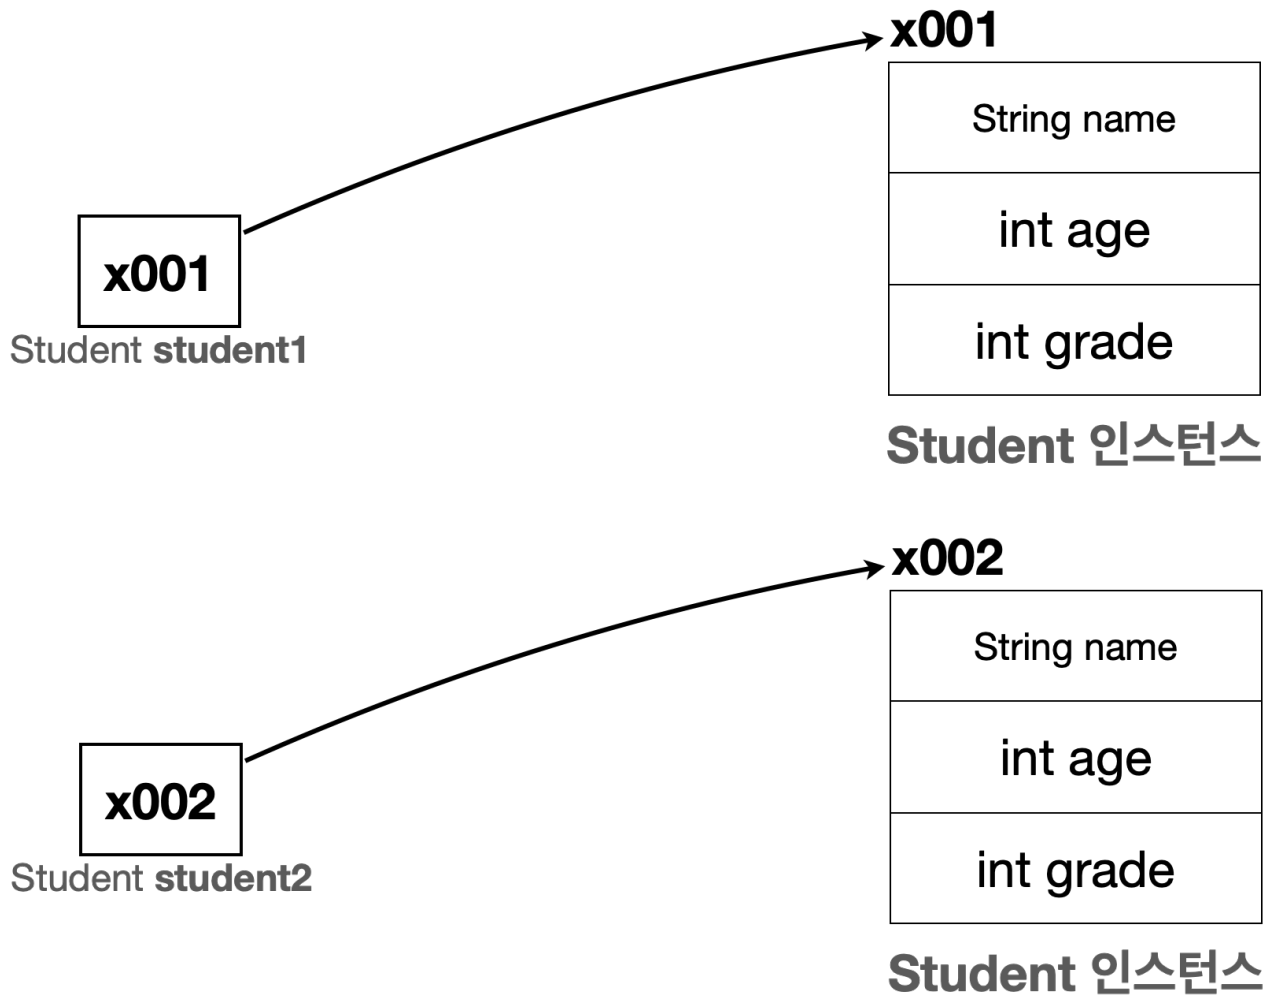 x001
String name
int age
int grade
Student 인스턴스
x001
Student student1
x002
String name
int age
int grade
Student 인스턴스
x002
Student student2